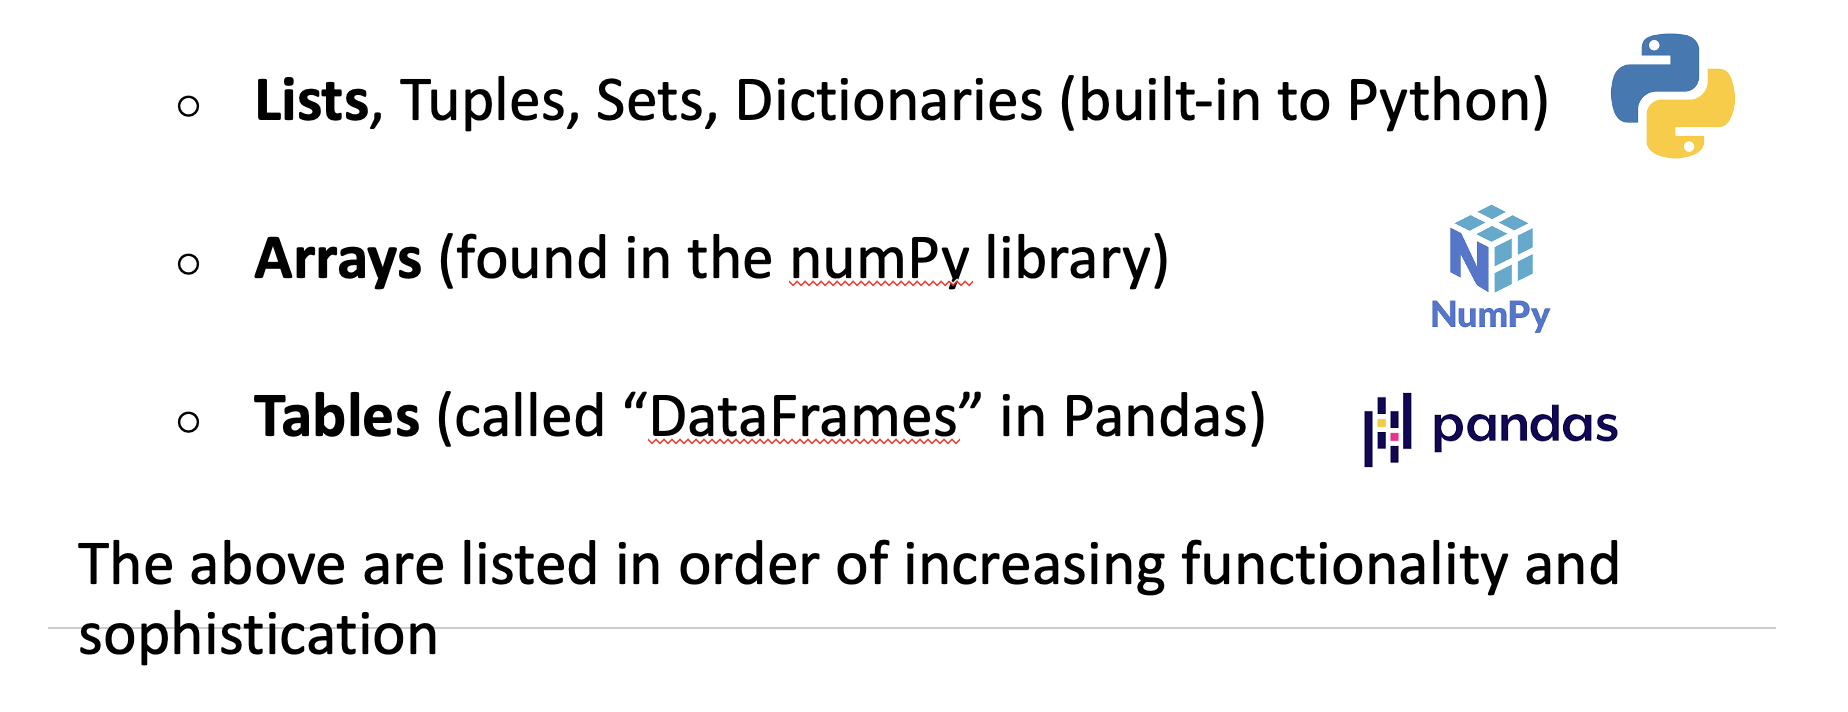 Lists, Tuples, Sets, Dictionaries (built-in to Python)
Arrays (found in the numPy library)
NumPy
Tables (called “DataFrames” in Pandas)
pandas
The above are listed in order of increasing functionality and
sophistication